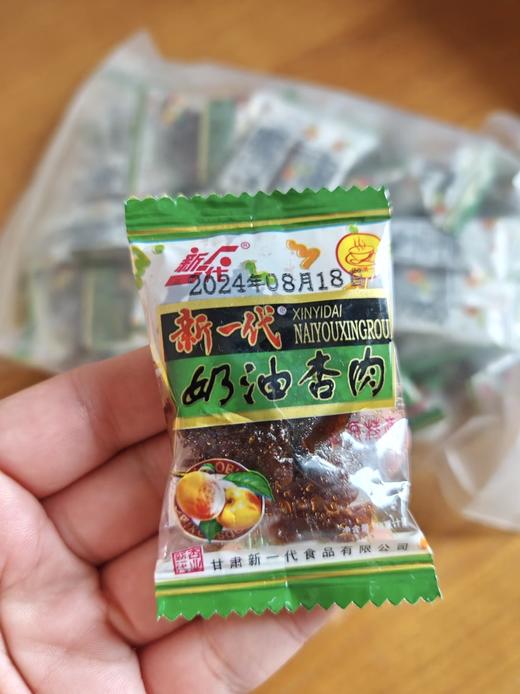 新一代®
2024年08月18日
新一代®
XINYIDAI
NAIYOUXINGROU
奶油杏肉
甘肃新一代食品有限公司